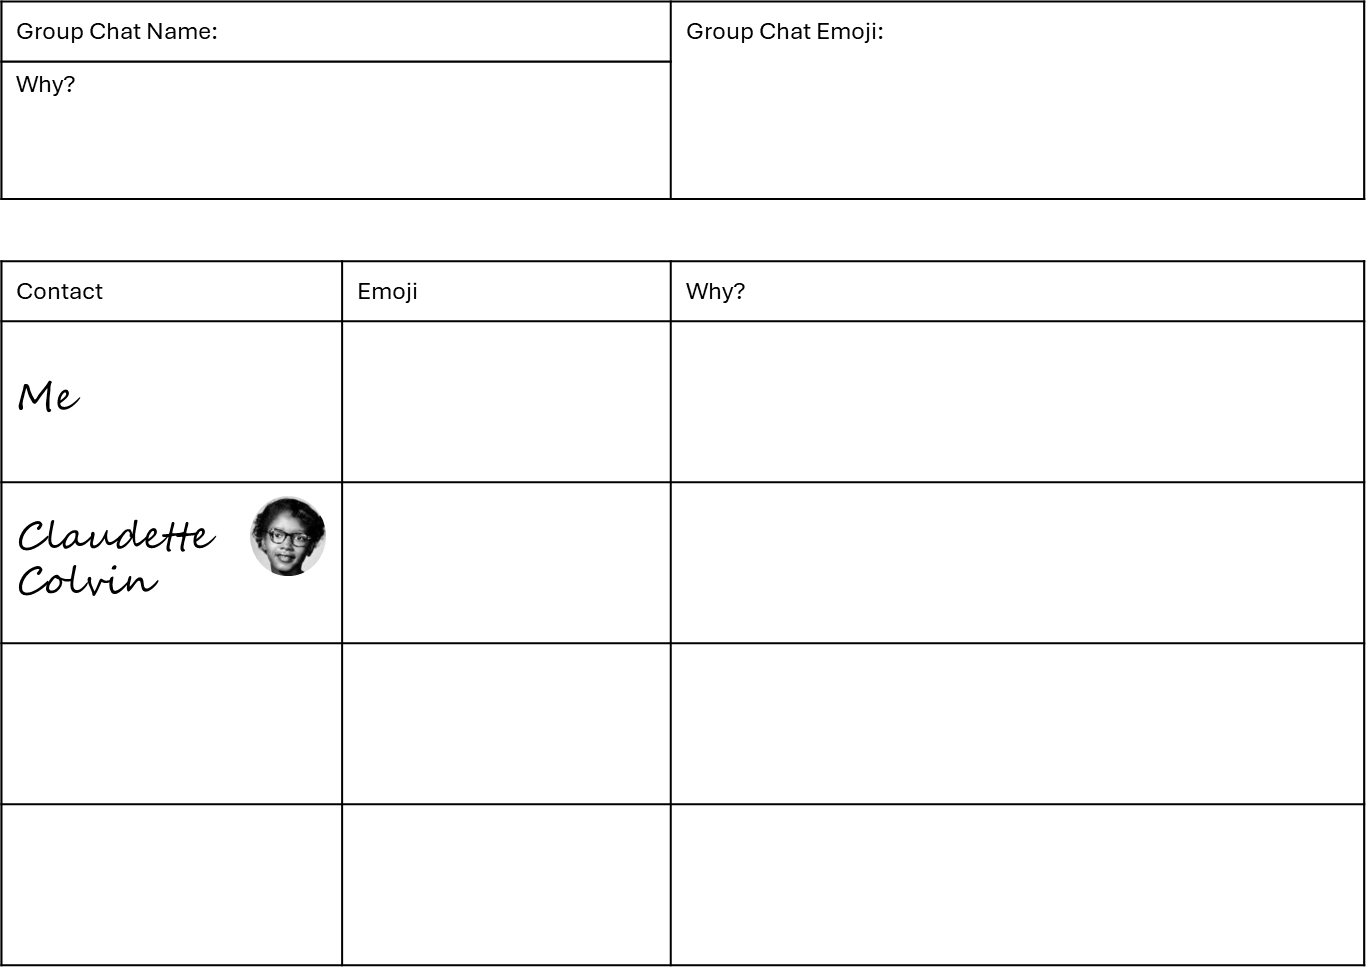 Group Chat Name:
Group Chat Emoji:
Why?
Contact
Emoji
Why?
Me
Claudette
Colvin